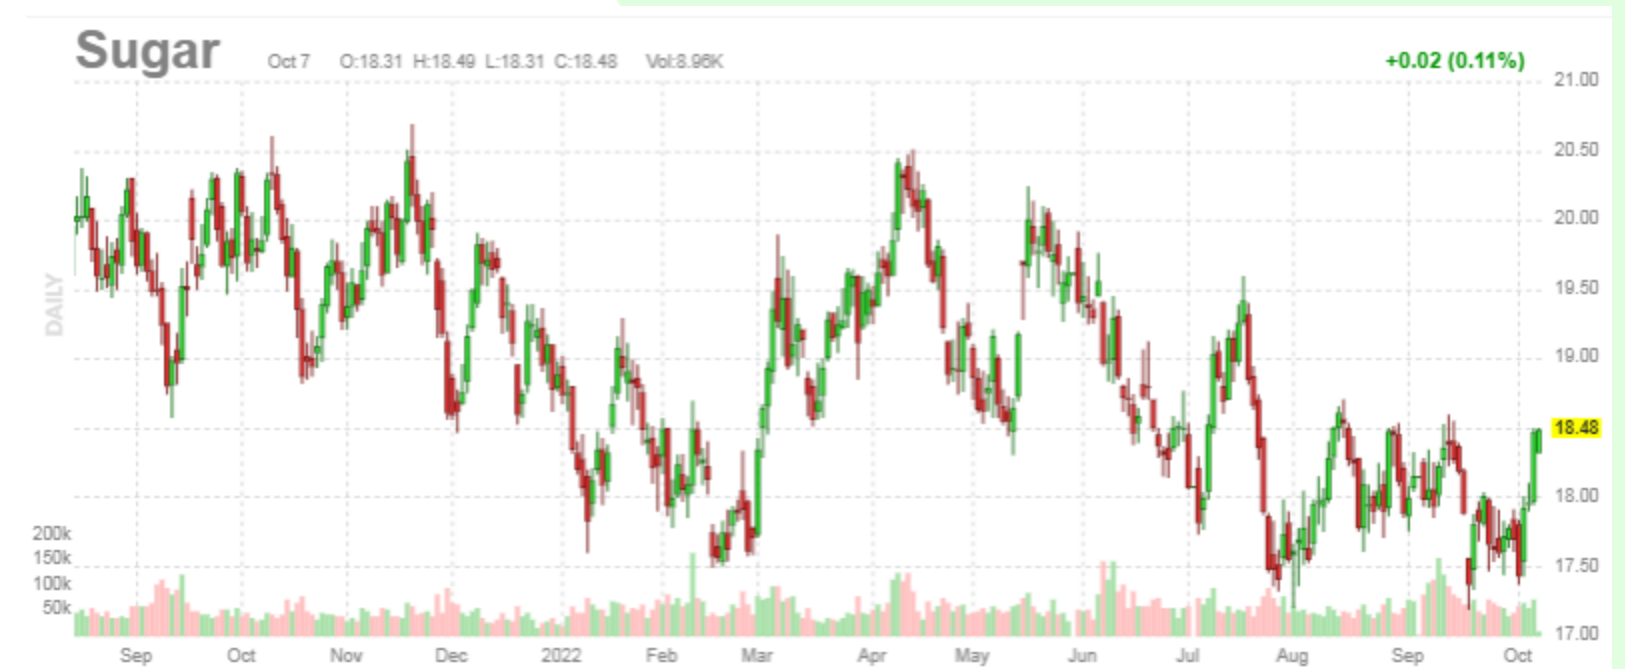 Sugar Oct 7 O:18.31 H:18.49 L:18.31 C:18.48 Vol:8.96K +0.02 (0.11%)
21.00
20.50
20.00
19.50
DAILY
19.00
18.48
18.00
200k
150k
17.50
100k
50k
17.00
Sep Oct Nov Dec 2022 Feb Mar Apr May Jun Jul Aug Sep Oct